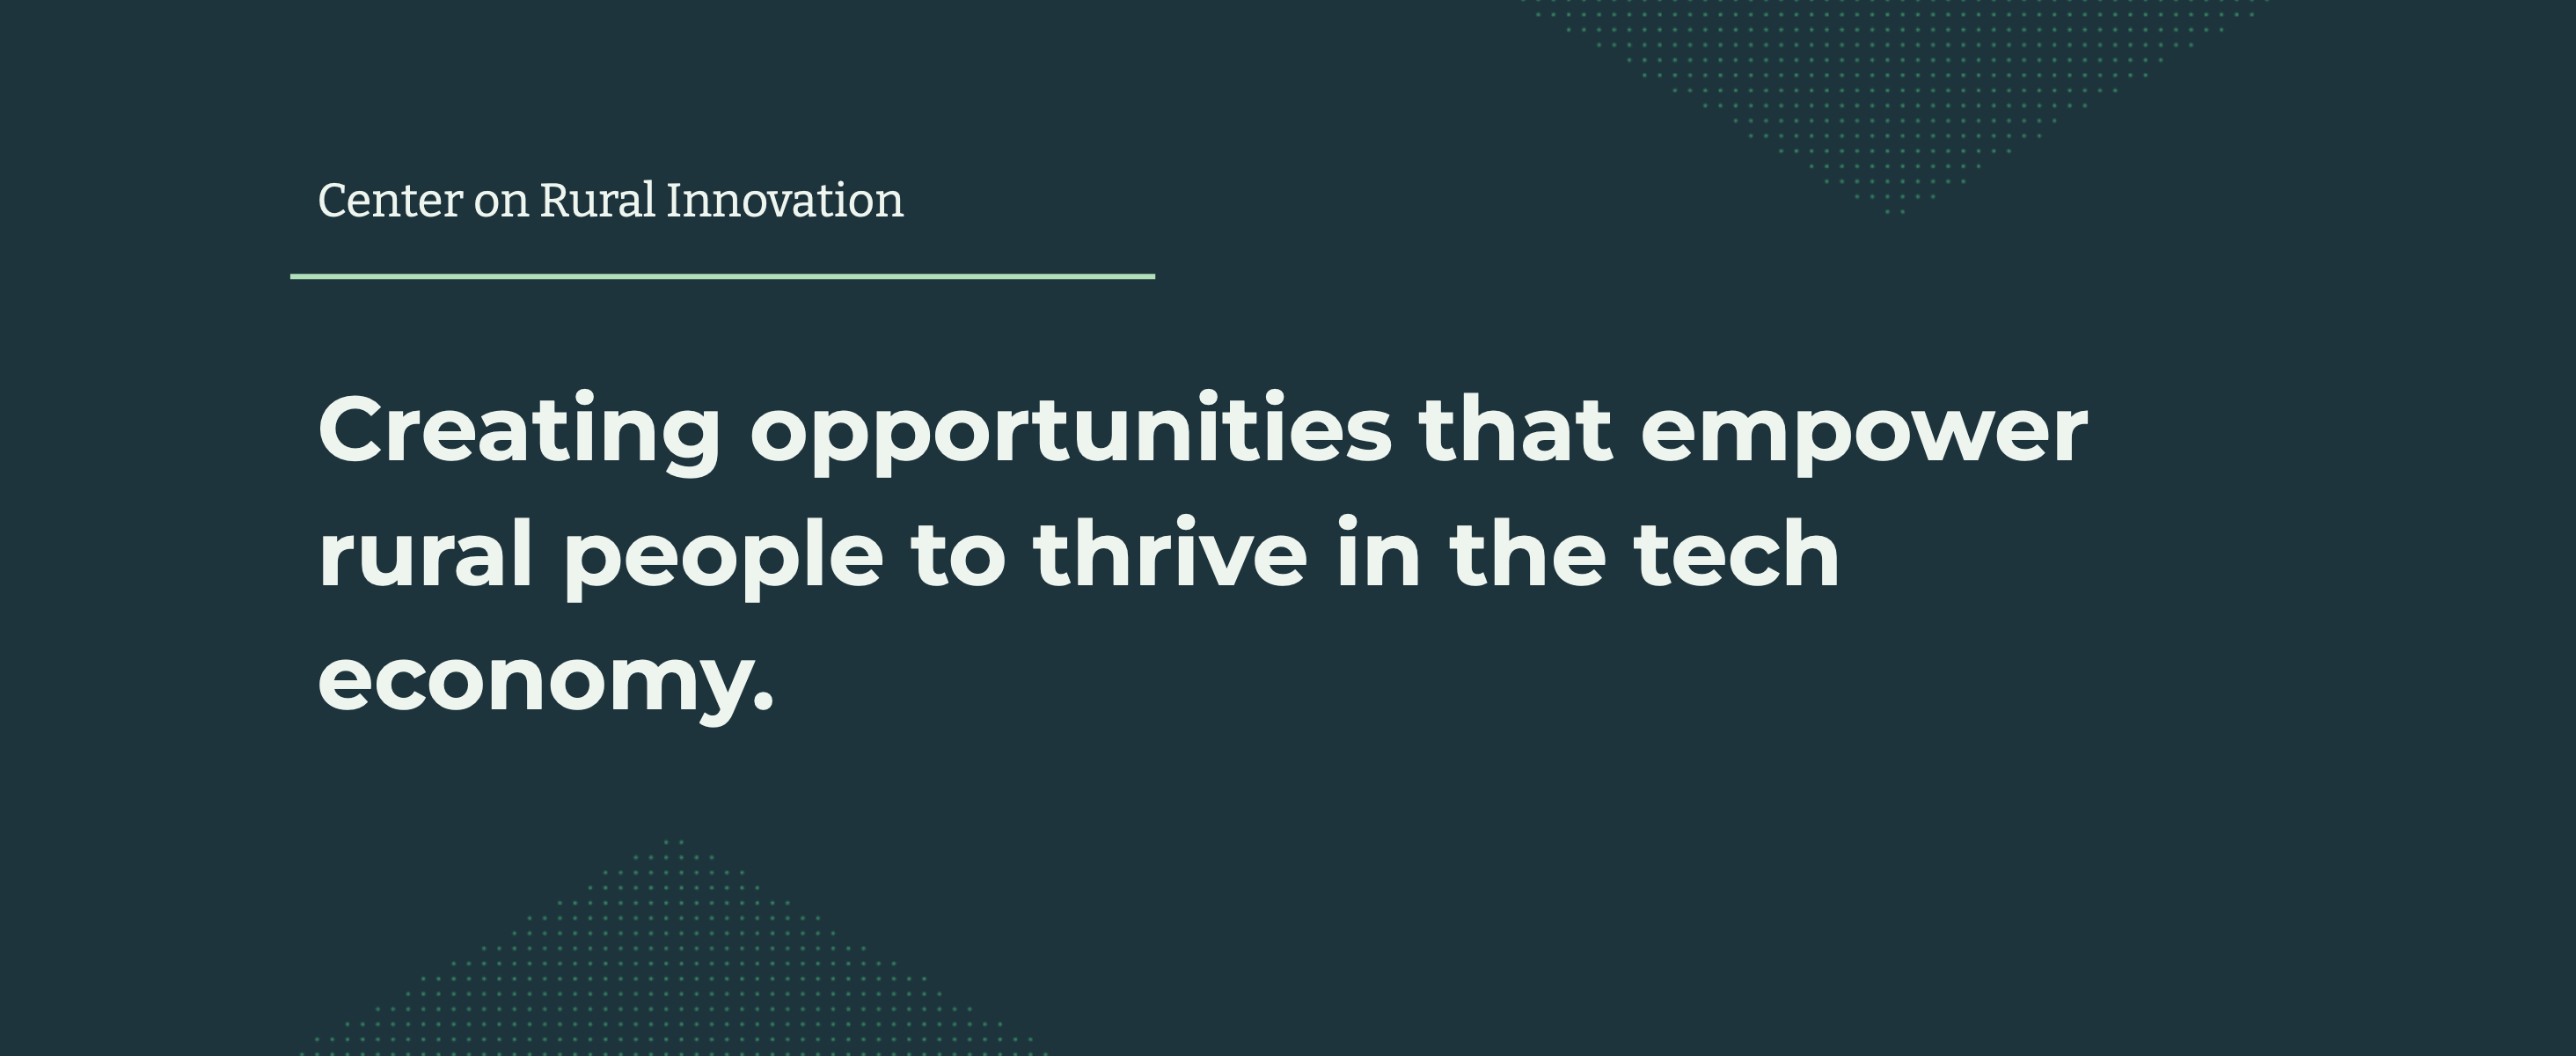 Center on Rural Innovation
Creating opportunities that empower
rural people to thrive in the tech
economy.